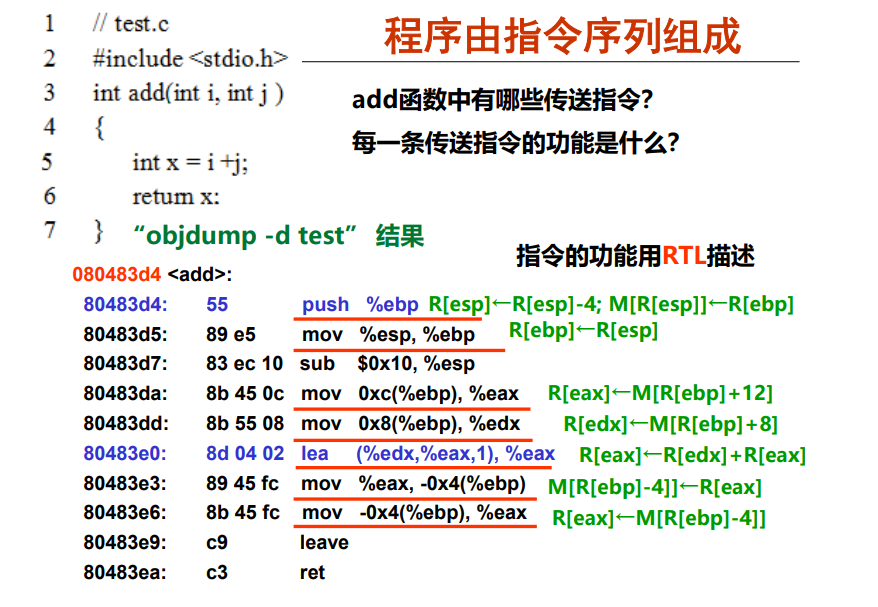 程序由指令序列组成
1 // test.c
2 #include <stdio.h>
3 int add(int i, int j )
4 {
5 int x = i +j;
6 return x:
7 }
add函数中有哪些传送指令?
每一条传送指令的功能是什么?
“objdump -d test” 结果
指令的功能用RTL描述
080483d4 <add>:
80483d4: 55 push %ebp R[esp]←R[esp]-4; M[R[esp]]←R[ebp]
80483d5: 89 e5 mov %esp, %ebp R[ebp]←R[esp]
80483d7: 83 ec 10 sub $0x10, %esp
80483da: 8b 45 0c mov 0xc(%ebp), %eax R[eax]←M[R[ebp]+12]
80483dd: 8b 55 08 mov 0x8(%ebp), %edx R[edx]←M[R[ebp]+8]
80483e0: 8d 04 02 lea (%edx,%eax,1), %eax R[eax]←R[edx]+R[eax]
80483e3: 89 45 fc mov %eax, -0x4(%ebp) M[R[ebp]-4]]←R[eax]
80483e6: 8b 45 fc mov -0x4(%ebp), %eax R[eax]←M[R[ebp]-4]]
80483e9: c9 leave
80483ea: c3 ret